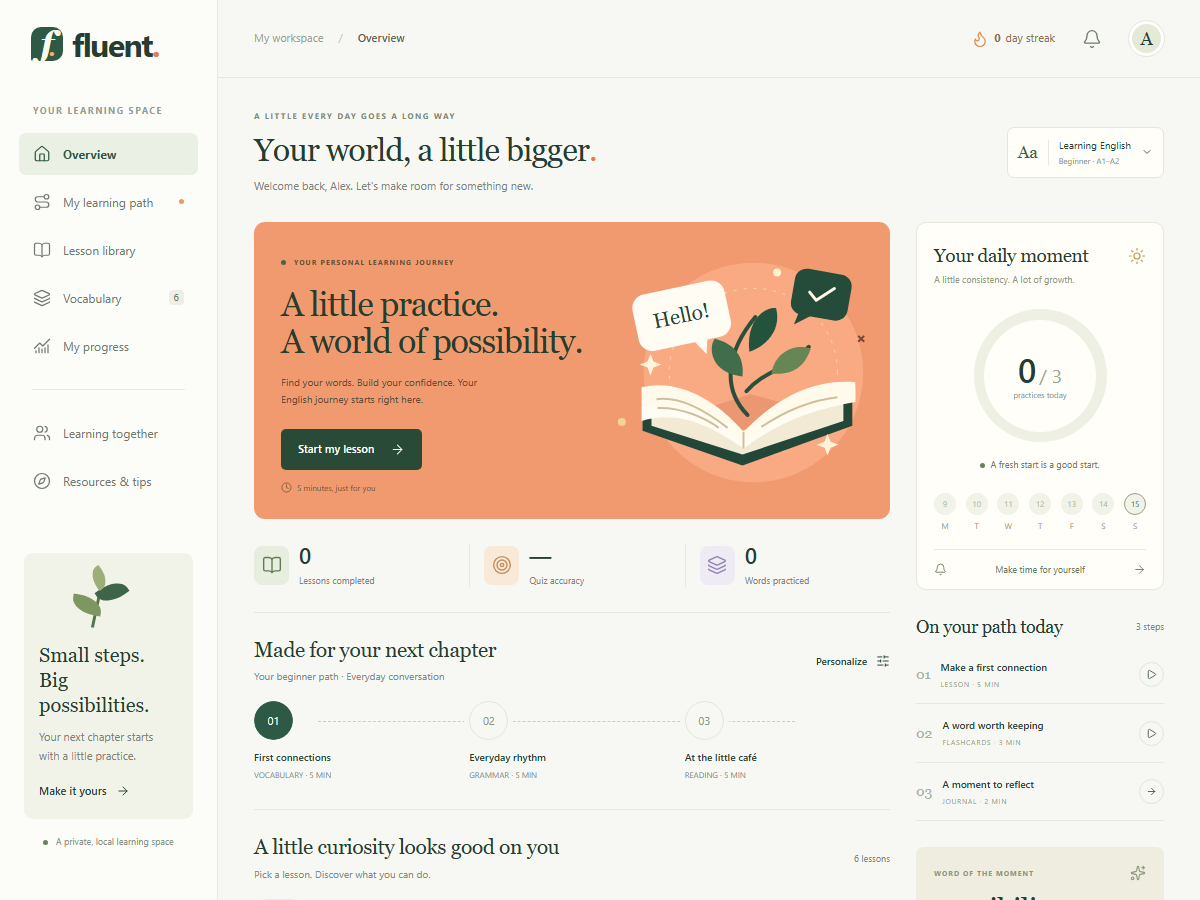 fluent.
YOUR LEARNING SPACE
Overview
My learning path
Lesson library
Vocabulary 6
My progress
Learning together
Resources & tips
Small steps.
Big
possibilities.
Your next chapter starts
with a little practice.
Make it yours
A private, local learning space
My workspace / Overview
0 day streak
A
A LITTLE EVERY DAY GOES A LONG WAY
Your world, a little bigger.
Welcome back, Alex. Let's make room for something new.
Aa
Learning English
Beginner · A1–A2
YOUR PERSONAL LEARNING JOURNEY
A little practice.
A world of possibility.
Find your words. Build your confidence. Your
English journey starts right here.
Start my lesson
5 minutes, just for you
Hello!
0
Lessons completed
—
Quiz accuracy
0
Words practiced
Made for your next chapter
Your beginner path · Everyday conversation
Personalize
01
First connections
VOCABULARY · 5 MIN
02
Everyday rhythm
GRAMMAR · 5 MIN
03
At the little café
READING · 5 MIN
A little curiosity looks good on you
Pick a lesson. Discover what you can do.
6 lessons
Your daily moment
A little consistency. A lot of growth.
0 / 3
practices today
A fresh start is a good start.
9 10 11 12 13 14 15
M T W T F S S
Make time for yourself
On your path today
3 steps
01
Make a first connection
LESSON · 5 MIN
02
A word worth keeping
FLASHCARDS · 3 MIN
03
A moment to reflect
JOURNAL · 2 MIN
WORD OF THE MOMENT